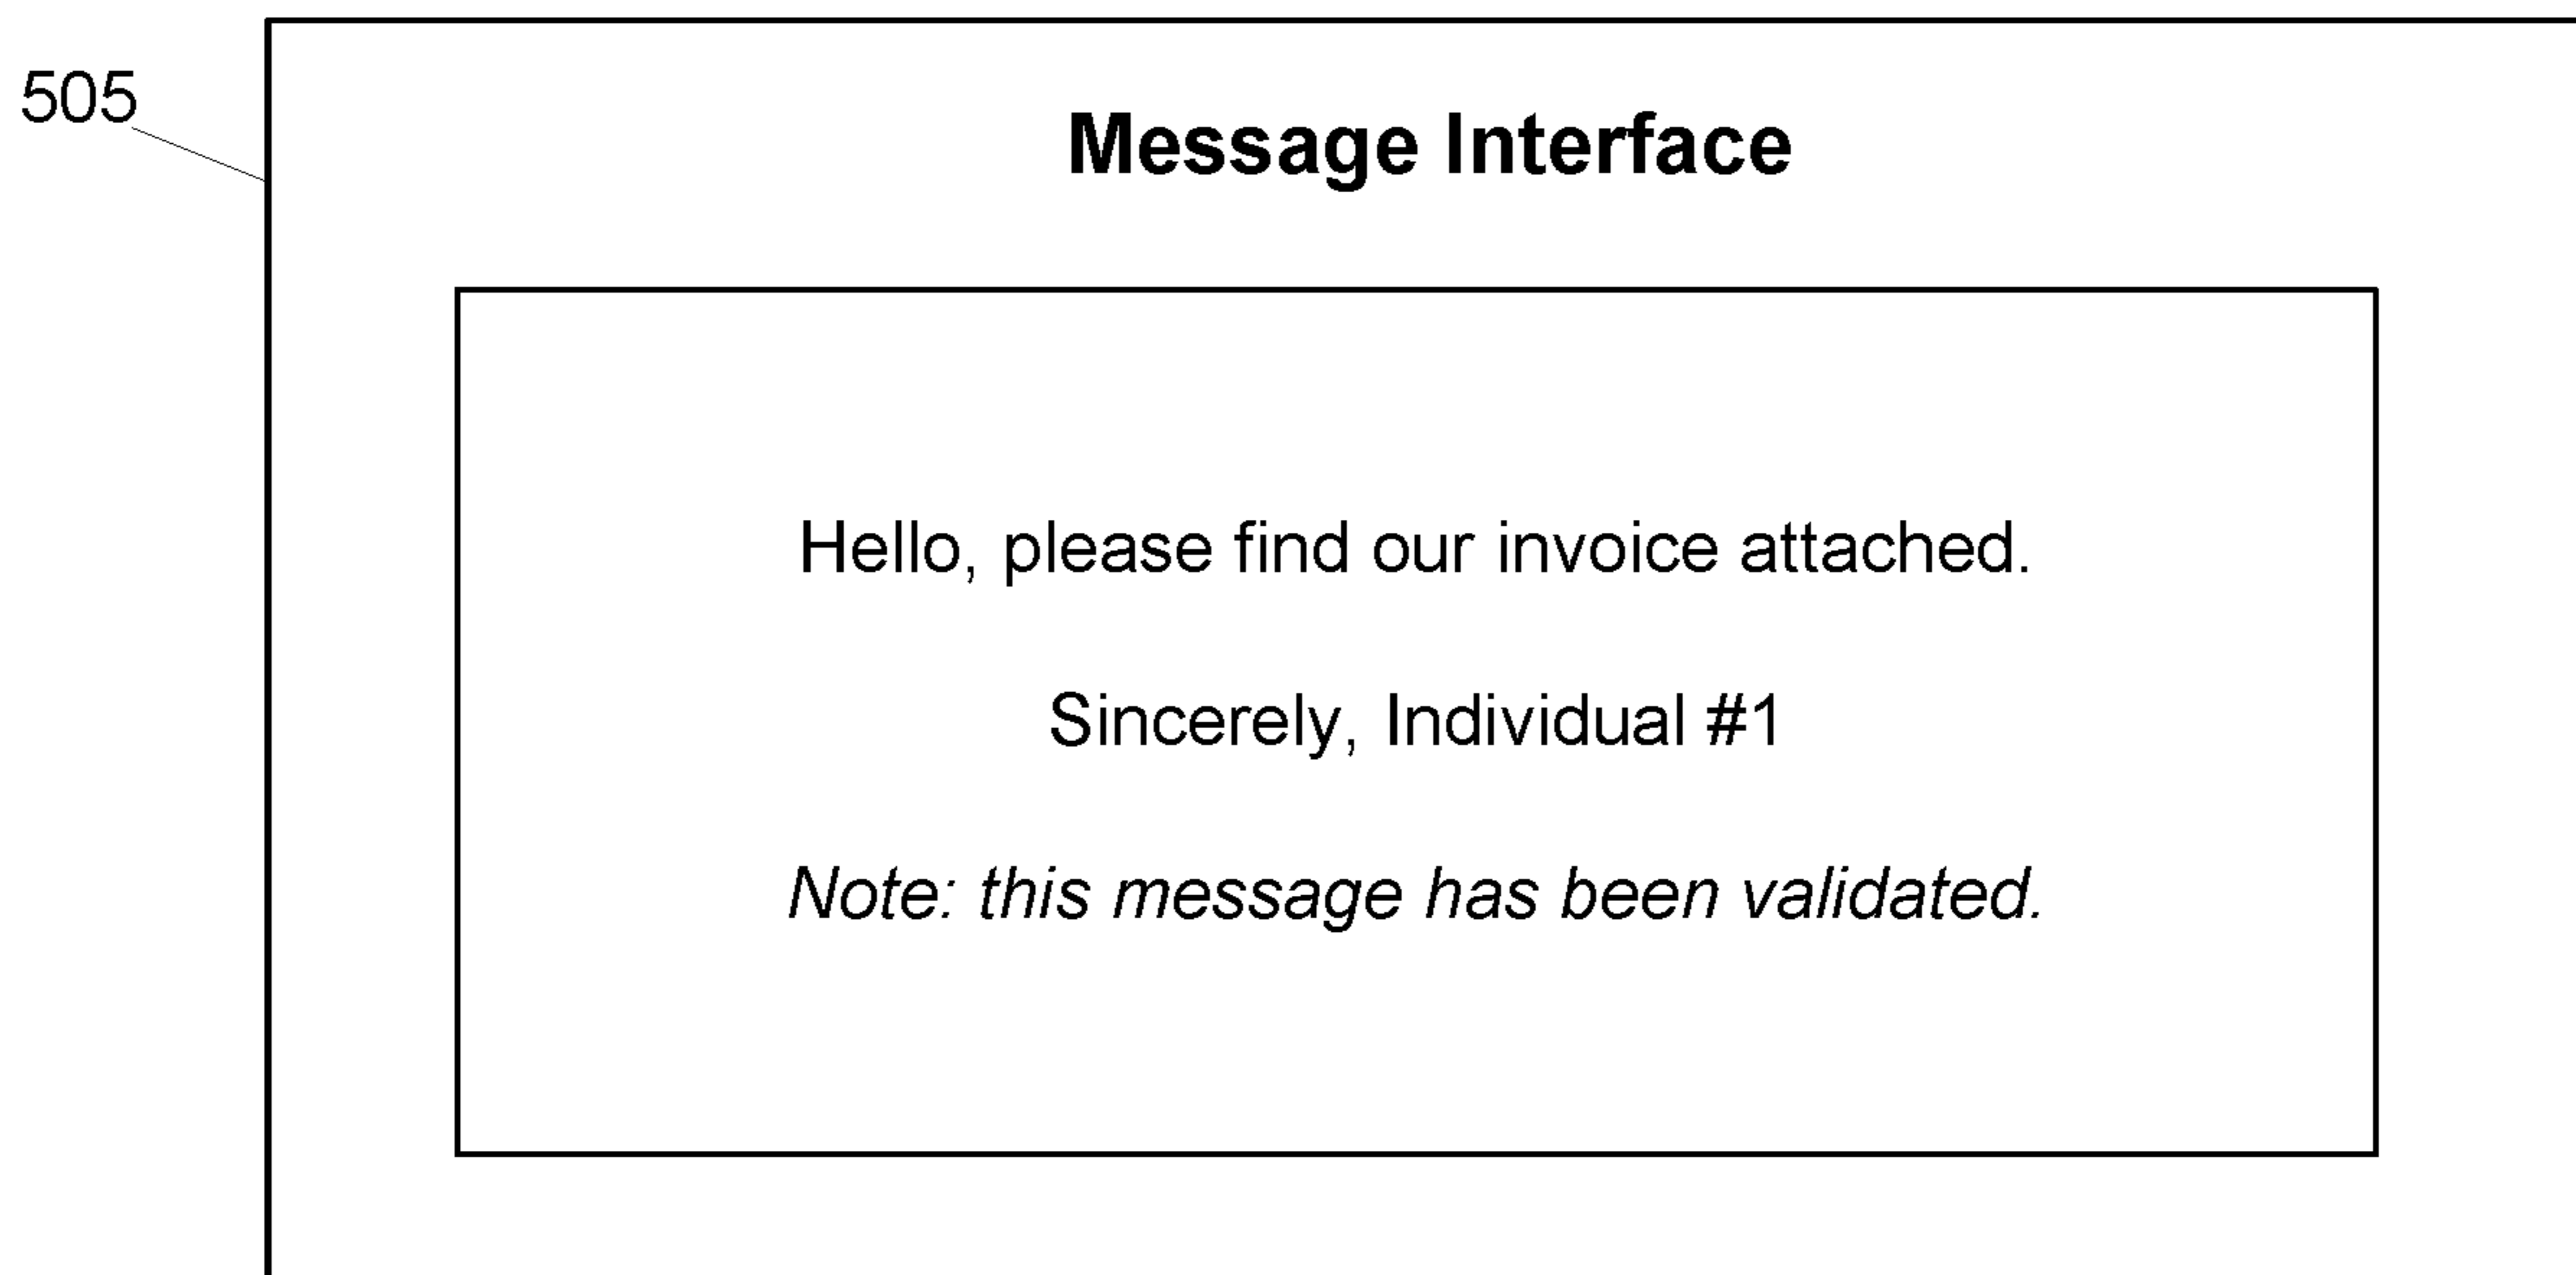 505
Message Interface
Hello, please find our invoice attached.
Sincerely, Individual #1
Note: this message has been validated.